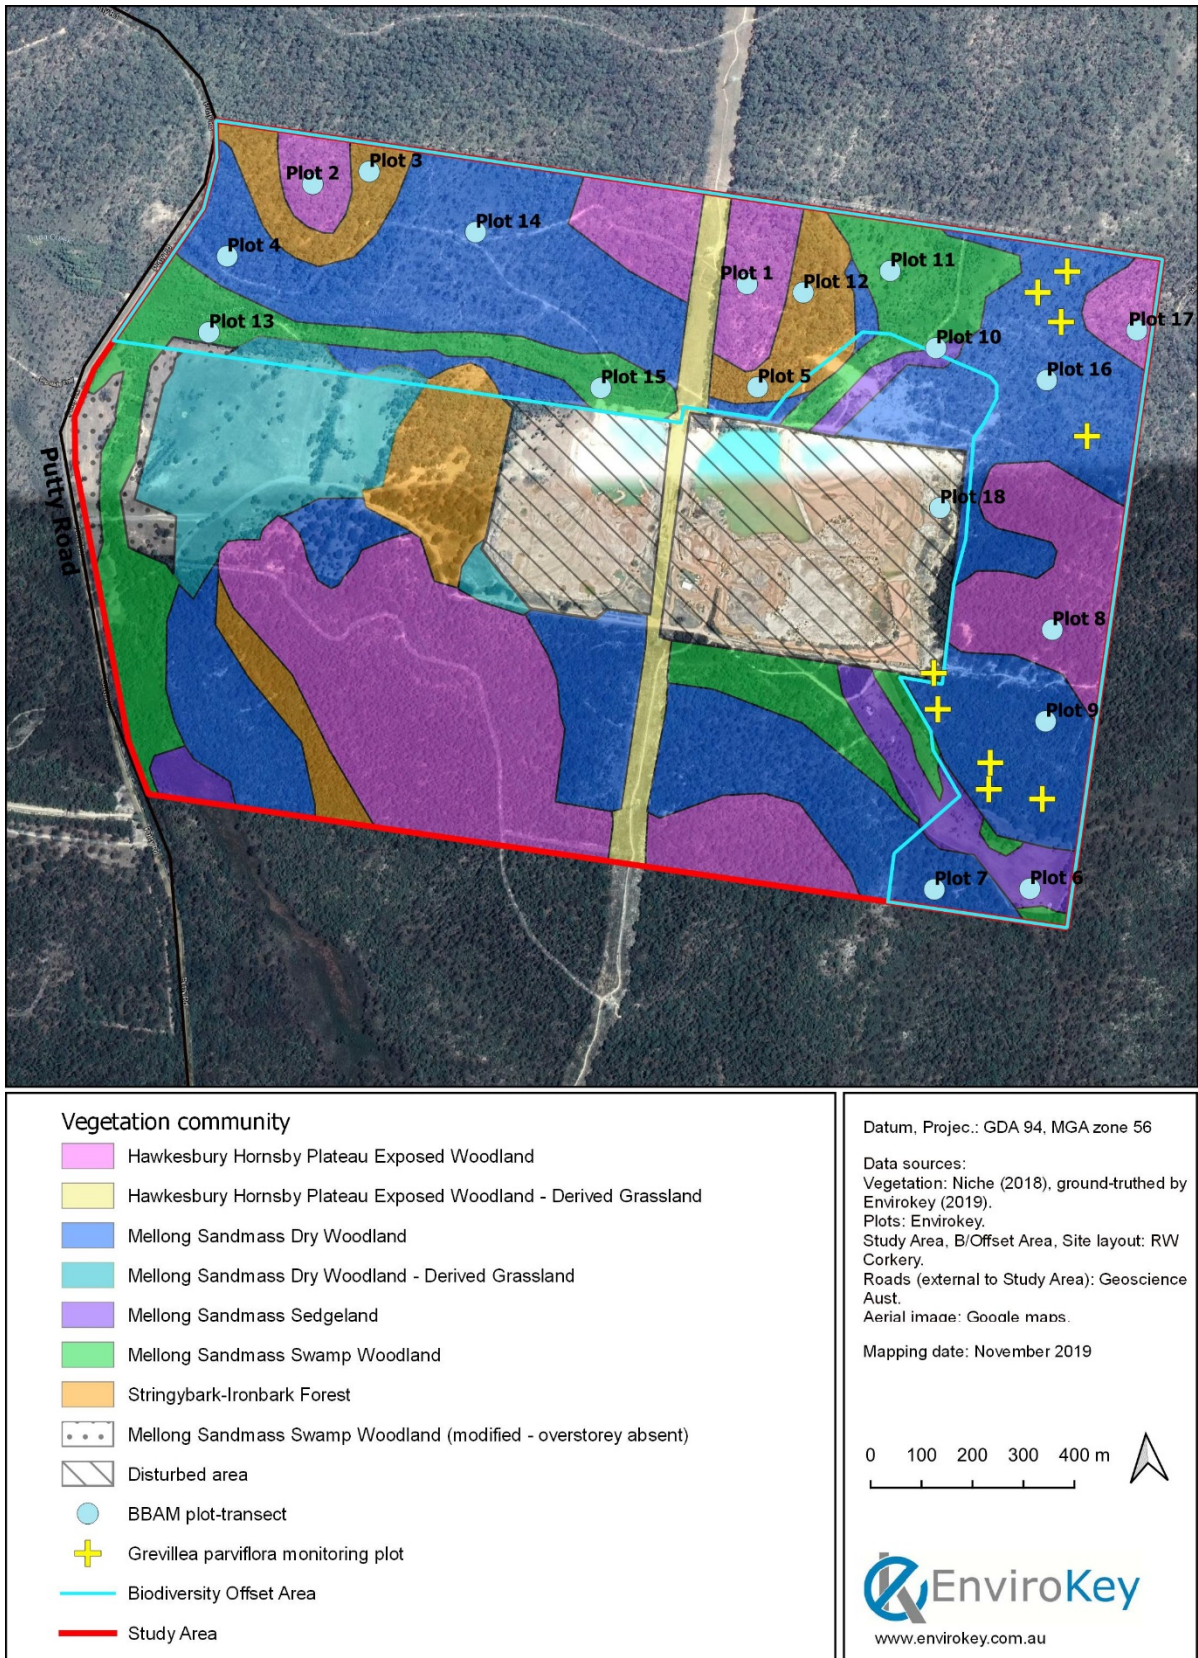 Plot 2
Plot 3
Plot 14
Plot 4
Plot 1
Plot 11
Plot 12
Plot 17
Plot 13
Plot 10
Plot 16
Plot 15
Plot 5
Putty Road
Plot 18
Plot 8
Plot 9
Plot 7
Plot 6
Vegetation community
Hawkesbury Hornsby Plateau Exposed Woodland
Hawkesbury Hornsby Plateau Exposed Woodland - Derived Grassland
Mellong Sandmass Dry Woodland
Mellong Sandmass Dry Woodland - Derived Grassland
Mellong Sandmass Sedgeland
Mellong Sandmass Swamp Woodland
Stringybark-Ironbark Forest
Mellong Sandmass Swamp Woodland (modified - overstorey absent)
Disturbed area
BBAM plot-transect
Grevillea parviflora monitoring plot
Biodiversity Offset Area
Study Area
Datum, Projec.: GDA 94, MGA zone 56
Data sources:
Vegetation: Niche (2018), ground-truthed by
Envirokey (2019).
Plots: Envirokey.
Study Area, B/Offset Area, Site layout: RW
Corkery.
Roads (external to Study Area): Geoscience
Aust.
Aerial image: Google maps.
Mapping date: November 2019
0 100 200 300 400 m
EnviroKey
www.envirokey.com.au